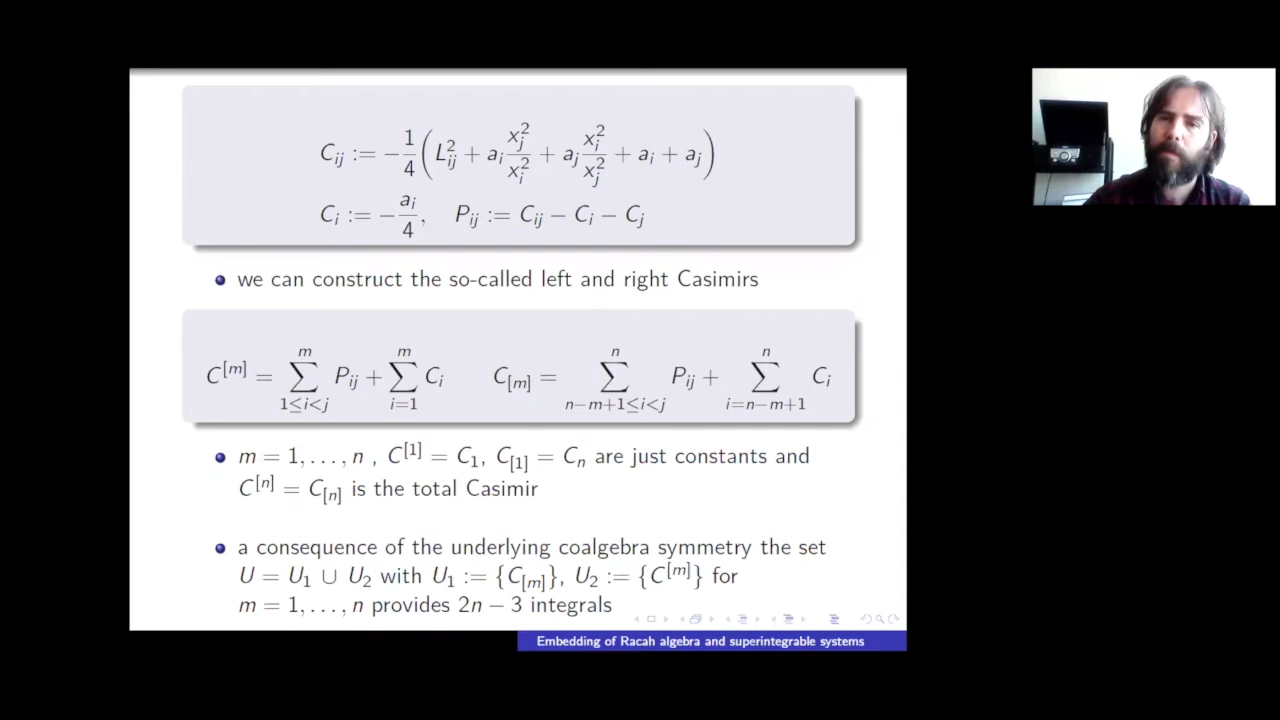 C_{ij} := -\frac{1}{4}\left(L_{ij}^2 + a_i\frac{x_j^2}{x_i^2} + a_j\frac{x_i^2}{x_j^2} + a_i + a_j\right)
C_i := -\frac{a_i}{4}, P_{ij} := C_{ij} - C_i - C_j
we can construct the so-called left and right Casimirs
C^{[m]} = \sum_{1≤i<j}^{m} P_{ij} + \sum_{i=1}^{m} C_i C_{[m]} = \sum_{n-m+1≤i<j}^{n} P_{ij} + \sum_{i=n-m+1}^{n} C_i
m = 1, . . . , n , C^{[1]} = C_1, C_{[1]} = C_n are just constants and
C^{[n]} = C_{[n]} is the total Casimir
a consequence of the underlying coalgebra symmetry the set
U = U_1 ∪ U_2 with U_1 := {C_{[m]}}, U_2 := {C^{[m]}} for
m = 1, . . . , n provides 2n − 3 integrals
Embedding of Racah algebra and superintegrable systems